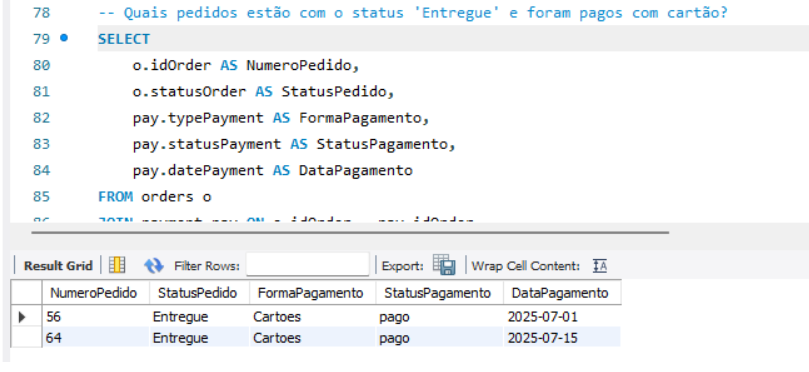 78 -- Quais pedidos estão com o status 'Entregue' e foram pagos com cartão?
79 SELECT
80 o.idOrder AS NumeroPedido,
81 o.statusOrder AS StatusPedido,
82 pay.typePayment AS FormaPagamento,
83 pay.statusPayment AS StatusPagamento,
84 pay.datePayment AS DataPagamento
85 FROM orders o
Result Grid Filter Rows: Export: Wrap Cell Content:
NumeroPedido StatusPedido FormaPagamento StatusPagamento DataPagamento
56 Entregue Cartoes pago 2025-07-01
64 Entregue Cartoes pago 2025-07-15